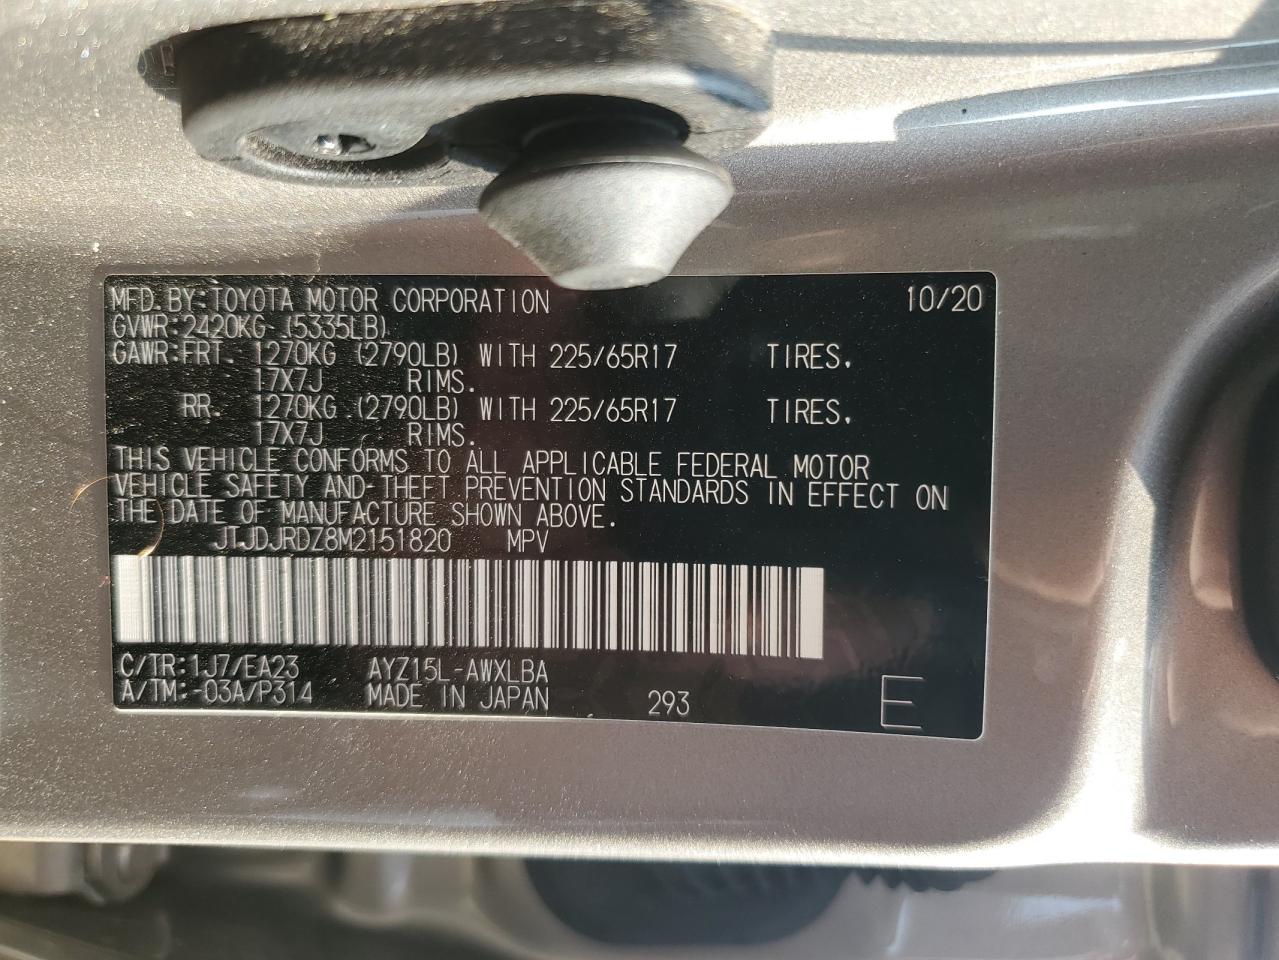 MFD.BY:TOYOTA MOTOR CORPORATION 10/20
GVWR:2420KG (5335LB)
GAWR:FRT. 1270KG (2790LB) WITH 225/65R17 TIRES.
17X7J RIMS.
RR. 1270KG (2790LB) WITH 225/65R17 TIRES.
17X7J RIMS.
THIS VEHICLE CONFORMS TO ALL APPLICABLE FEDERAL MOTOR
VEHICLE SAFETY AND THEFT PREVENTION STANDARDS IN EFFECT ON
THE DATE OF MANUFACTURE SHOWN ABOVE.
JTJDJRDZ8M2151820 MPV
C/TR:1J7/EA23 AYZ15L-AWXLBA
A/TM:-03A/P314 MADE IN JAPAN 293 E